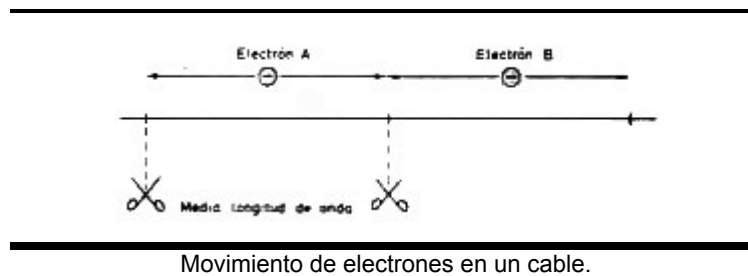 Electrón A Electrón B
Media longitud de onda
Movimiento de electrones en un cable.